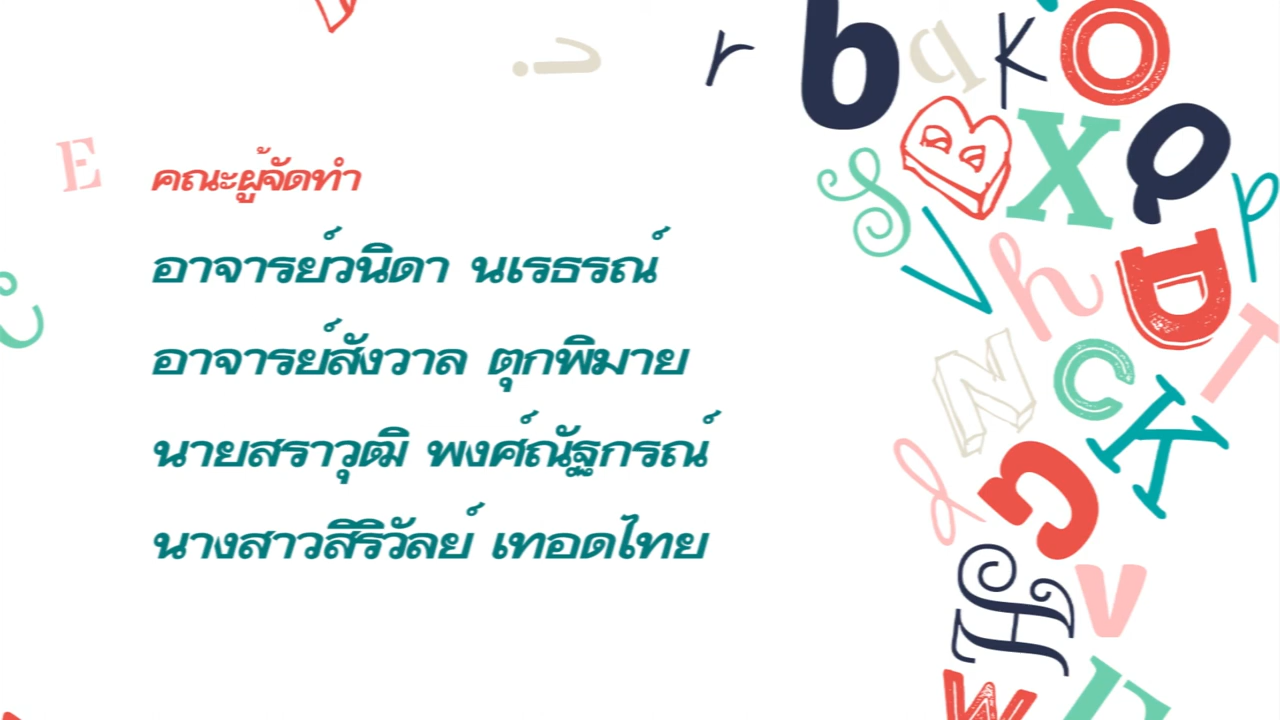 คณะผู้จัดทำ
อาจารย์วนิดา นเรธรณ์
อาจารย์สังวาล ตุกพิมาย
นายสราวุฒิ พงศ์ณัฐกรณ์
นางสาวสิริวัลย์ เทอดไทย